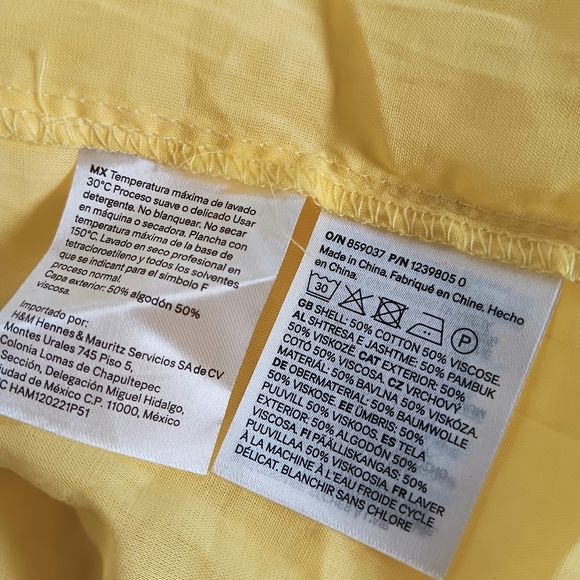 MX Temperatura máxima de lavado
30°C Proceso suave o delicado Usar
detergente. No blanquear. No secar
en máquina o secadora. Plancha con
temperatura máxima de la base de
150°C. Lavado en seco profesional en
tetracloroetileno y todos los solventes
que se indican para el símbolo F
proceso normal
Capa exterior: 50% algodón 50%
viscosa.
Importado por:
H&M Hennes & Mauritz Servicios SA de CV
Montes Urales 745 Piso 5,
Colonia Lomas de Chapultepec
Sección, Delegación Miguel Hidalgo,
Ciudad de México C.P. 11000, México
C HAM120221P51
O/N 859037 P/N 1239805 0
Made in China. Fabriqué en Chine. Hecho
en China.
30 P
GB SHELL: 50% COTTON 50% VISCOSE.
AL SHTRESA E JASHTME: 50% PAMBUK
50% VISKOZË. CAT EXTERIOR: 50%
COTÓ 50% VISCOSA. CZ VRCHOVÝ
MATERIÁL: 50% BAVLNA 50% VISKÓZA.
DE OBERMATERIAL: 50% BAUMWOLLE
50% VISKOSE. EE ÜMBRIS: 50%
PUUVILL 50% VISKOOS. ES TELA
EXTERIOR: 50% ALGODÓN 50%
VISCOSA. FI PÄÄLLISKANGAS: 50%
PUUVILLAA 50% VISKOOSIA. FR LAVER
À LA MACHINE À L'EAU FROIDE CYCLE
DÉLICAT. BLANCHIR SANS CHLORE